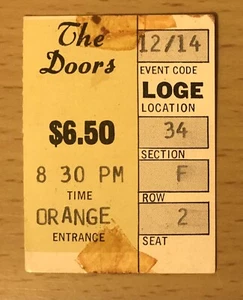 The
Doors
$6.50
8 30 PM
TIME
ORANGE
ENTRANCE
12/14
EVENT CODE
LOGE
LOCATION
34
SECTION
F
ROW
2
SEAT